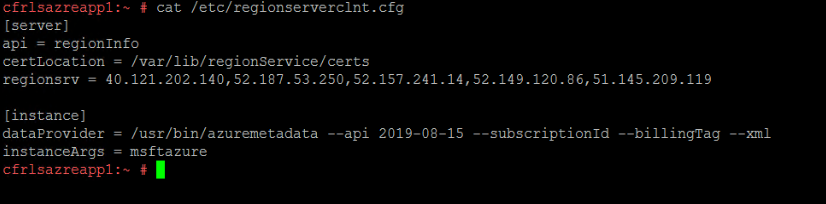 cfrlsazreapp1:~ # cat /etc/regionserverclnt.cfg
[server]
api = regionInfo
certLocation = /var/lib/regionService/certs
regionsrv = 40.121.202.140,52.187.53.250,52.157.241.14,52.149.120.86,51.145.209.119
[instance]
dataProvider = /usr/bin/azuremetadata --api 2019-08-15 --subscriptionId --billingTag --xml
instanceArgs = msftazure
cfrlsazreapp1:~ #